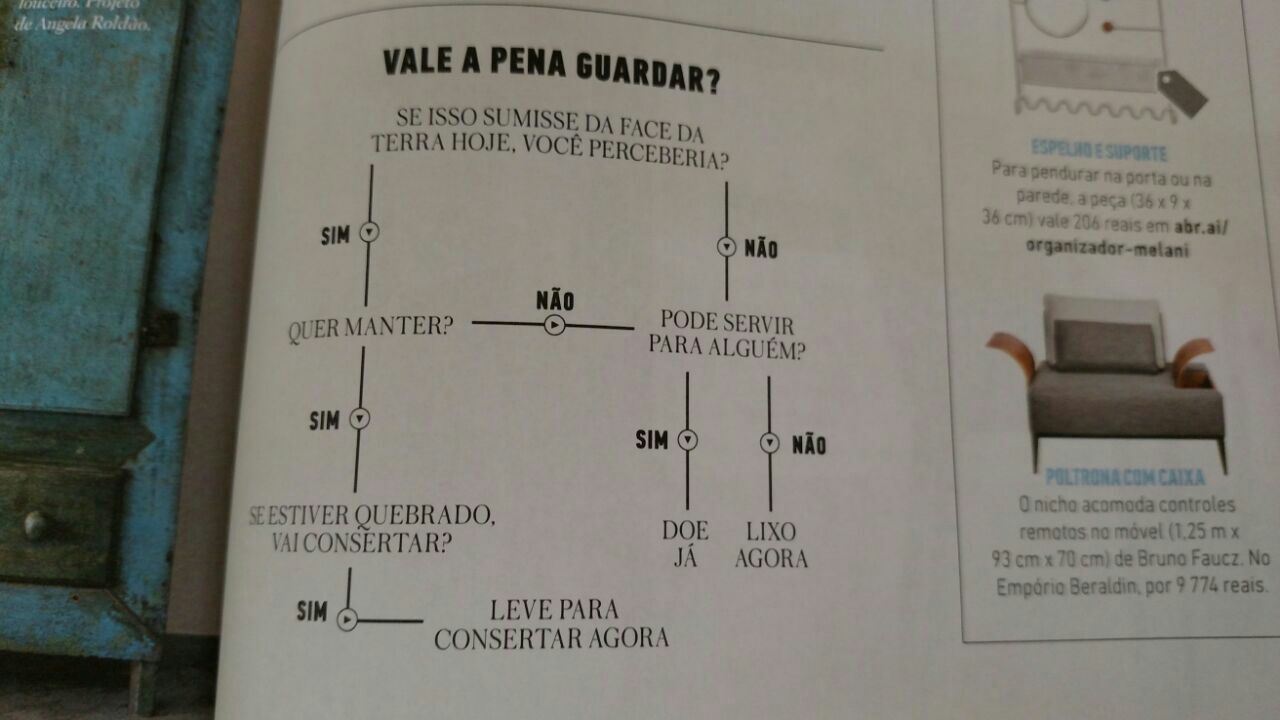 louceiro. Projeto
de Angela Roldão.
VALE A PENA GUARDAR?
SE ISSO SUMISSE DA FACE DA
TERRA HOJE, VOCÊ PERCEBERIA?
SIM
NÃO
QUER MANTER?
NÃO
PODE SERVIR
PARA ALGUÉM?
SIM
SIM
NÃO
SE ESTIVER QUEBRADO,
VAI CONSERTAR?
DOE
JÁ
LIXO
AGORA
SIM
LEVE PARA
CONSERTAR AGORA
ESPELHO E SUPORTE
Para pendurar na porta ou na
parede, a peça (36 x 9 x
36 cm) vale 206 reais em abr.ai/
organizador-melani
POLTRONA COM CAIXA
O nicho acomoda controles
remotos no móvel (1,25 m x
93 cm x 70 cm) de Bruno Faucz. No
Empório Beraldin, por 9 774 reais.